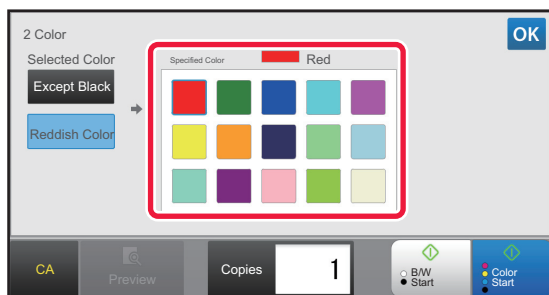 2 Color
OK
Selected Color
Specified Color
Red
Except Black
Reddish Color
CA
Preview
Copies
1
B/W
Start
Color
Start